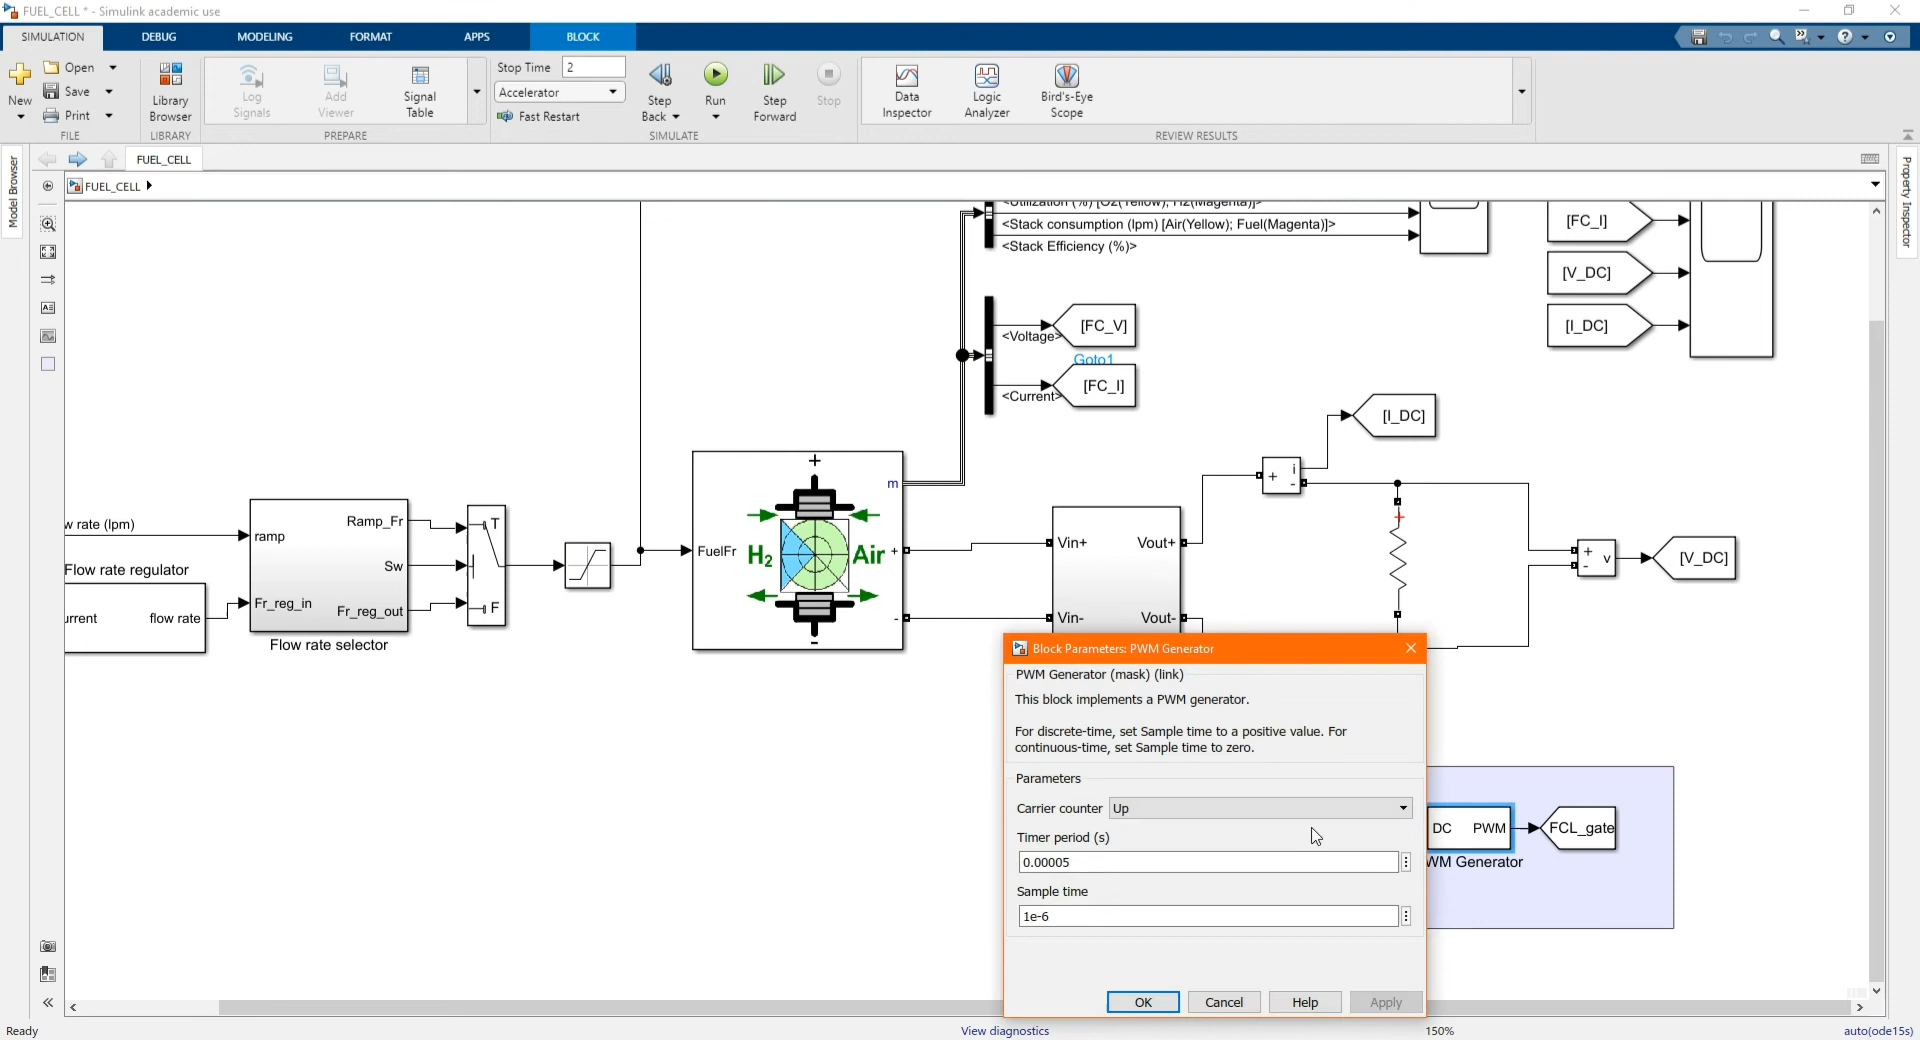 FUEL_CELL * - Simulink academic use
SIMULATION
DEBUG
MODELING
FORMAT
APPS
BLOCK
New
Open
Save
Print
FILE
Library
Browser
LIBRARY
Log
Signals
Add
Viewer
Signal
Table
PREPARE
Stop Time 2
Accelerator
Fast Restart
Step
Back
Run
Step
Forward
Stop
SIMULATE
Data
Inspector
Logic
Analyzer
Bird's-Eye
Scope
REVIEW RESULTS
Model Browser
FUEL_CELL
FUEL_CELL
Property Inspector
<Utilization (%) [O2(Yellow); H2(Magenta)]>
<Stack consumption (lpm) [Air(Yellow); Fuel(Magenta)]>
<Stack Efficiency (%)>
[FC_I]
[V_DC]
[I_DC]
<Voltage>
[FC_V]
Goto1
<Current>
[FC_I]
[I_DC]
w rate (lpm)
ramp
Ramp_Fr
Sw
Fr_reg_in
Fr_reg_out
Flow rate selector
Flow rate regulator
urrent
flow rate
T
F
FuelFr
H2
Air
+
m
+
-
-
Vin+
Vout+
Vin-
Vout-
+
i
-
+
+
-
v
[V_DC]
Block Parameters: PWM Generator
PWM Generator (mask) (link)
This block implements a PWM generator.
For discrete-time, set Sample time to a positive value. For
continuous-time, set Sample time to zero.
Parameters
Carrier counter Up
Timer period (s)
0.00005
Sample time
1e-6
OK
Cancel
Help
Apply
DC
PWM
FCL_gate
WM Generator
Ready
View diagnostics
150%
auto(ode15s)